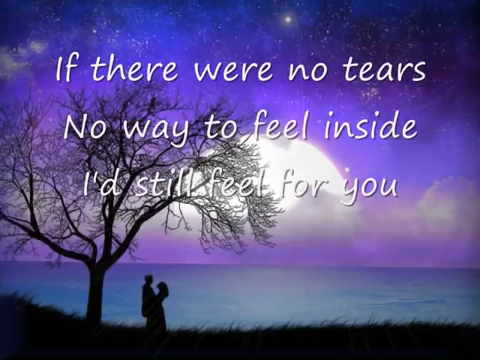 If there were no tears
No way to feel inside
I'd still feel for you